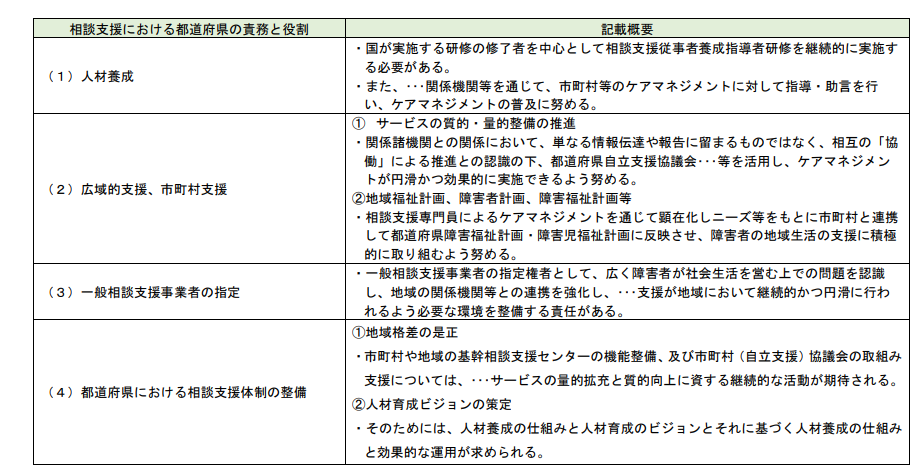 相談支援における都道府県の責務と役割
記載概要
（１）人材養成
・国が実施する研修の修了者を中心として相談支援従事者養成指導者研修を継続的に実施す
る必要がある。
・また、･･･関係機関等を通じて、市町村等のケアマネジメントに対して指導・助言を行
い、ケアマネジメントの普及に努める。
（２）広域的支援、市町村支援
① サービスの質的・量的整備の推進
・関係諸機関との関係において、単なる情報伝達や報告に留まるものではなく、相互の「協
働」による推進との認識の下、都道府県自立支援協議会･･･等を活用し、ケアマネジメン
トが円滑かつ効果的に実施できるよう努める。
②地域福祉計画、障害者計画、障害福祉計画等
・相談支援専門員によるケアマネジメントを通じて顕在化しニーズ等をもとに市町村と連携
して都道府県障害福祉計画・障害児福祉計画に反映させ、障害者の地域生活の支援に積極
的に取り組むよう努める。
（３）一般相談支援事業者の指定
・一般相談支援事業者の指定権者として、広く障害者が社会生活を営む上での問題を認識
し、地域の関係機関等との連携を強化し、･･･支援が地域において継続的かつ円滑に行わ
れるよう必要な環境を整備する責任がある。
（４）都道府県における相談支援体制の整備
①地域格差の是正
・市町村や地域の基幹相談支援センターの機能整備、及び市町村（自立支援）協議会の取組み
支援については、･･･サービスの量的拡充と質的向上に資する継続的な活動が期待される。
②人材育成ビジョンの策定
・そのためには、人材養成の仕組みと人材育成のビジョンとそれに基づく人材養成の仕組み
と効果的な運用が求められる。